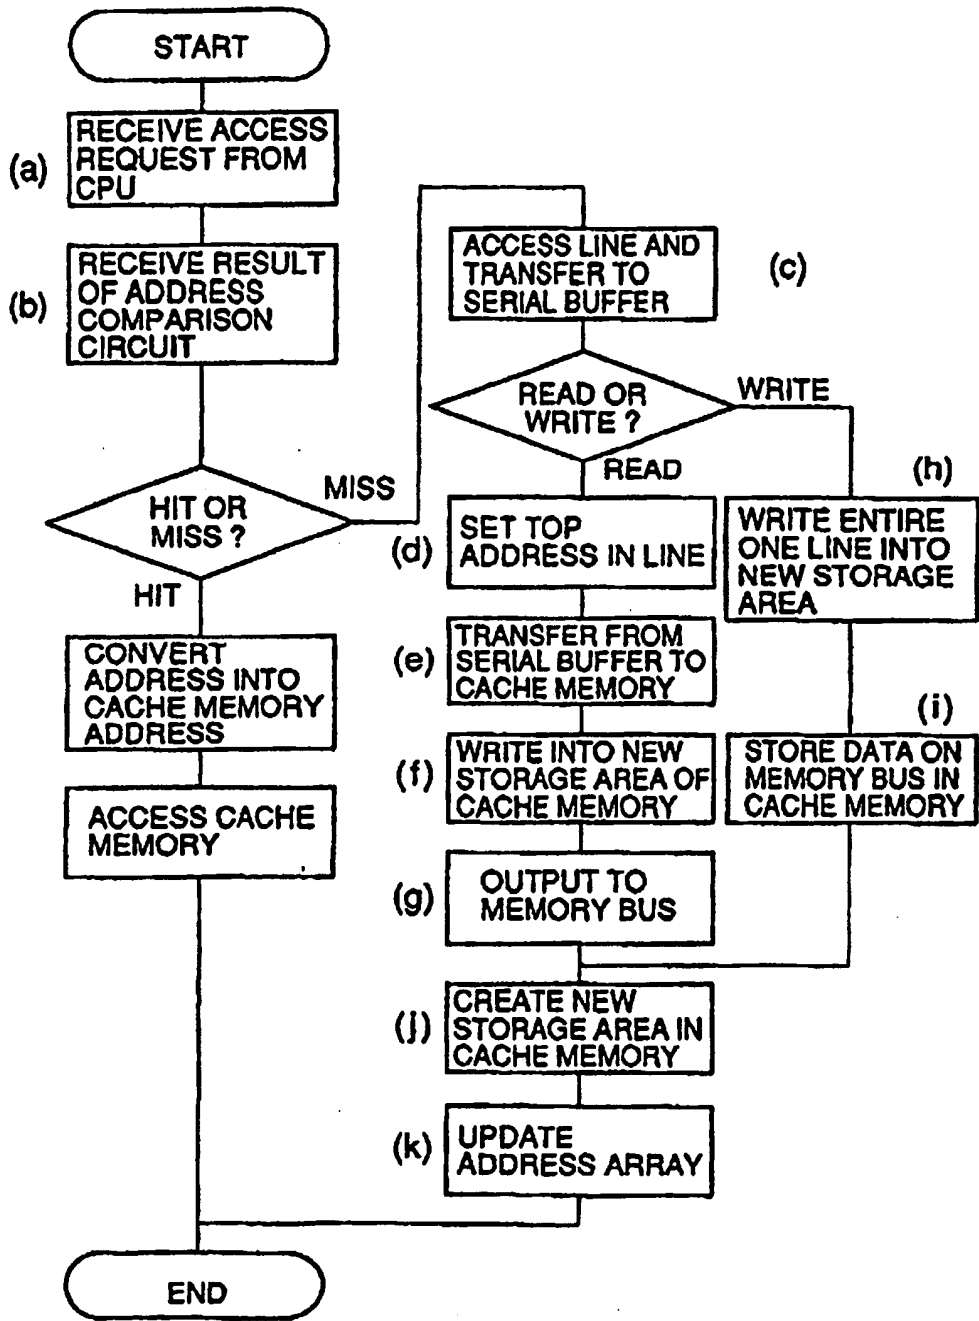 START
(a)
RECEIVE ACCESS
REQUEST FROM
CPU
(b)
RECEIVE RESULT
OF ADDRESS
COMPARISON
CIRCUIT
HIT OR
MISS ?
MISS
HIT
CONVERT
ADDRESS INTO
CACHE MEMORY
ADDRESS
ACCESS CACHE
MEMORY
ACCESS LINE AND
TRANSFER TO
SERIAL BUFFER
(c)
READ OR
WRITE ?
WRITE
READ
(d)
SET TOP
ADDRESS IN LINE
(e)
TRANSFER FROM
SERIAL BUFFER TO
CACHE MEMORY
(f)
WRITE INTO NEW
STORAGE AREA OF
CACHE MEMORY
(g)
OUTPUT TO
MEMORY BUS
(h)
WRITE ENTIRE
ONE LINE INTO
NEW STORAGE
AREA
(i)
STORE DATA ON
MEMORY BUS IN
CACHE MEMORY
(j)
CREATE NEW
STORAGE AREA IN
CACHE MEMORY
(k)
UPDATE
ADDRESS ARRAY
END